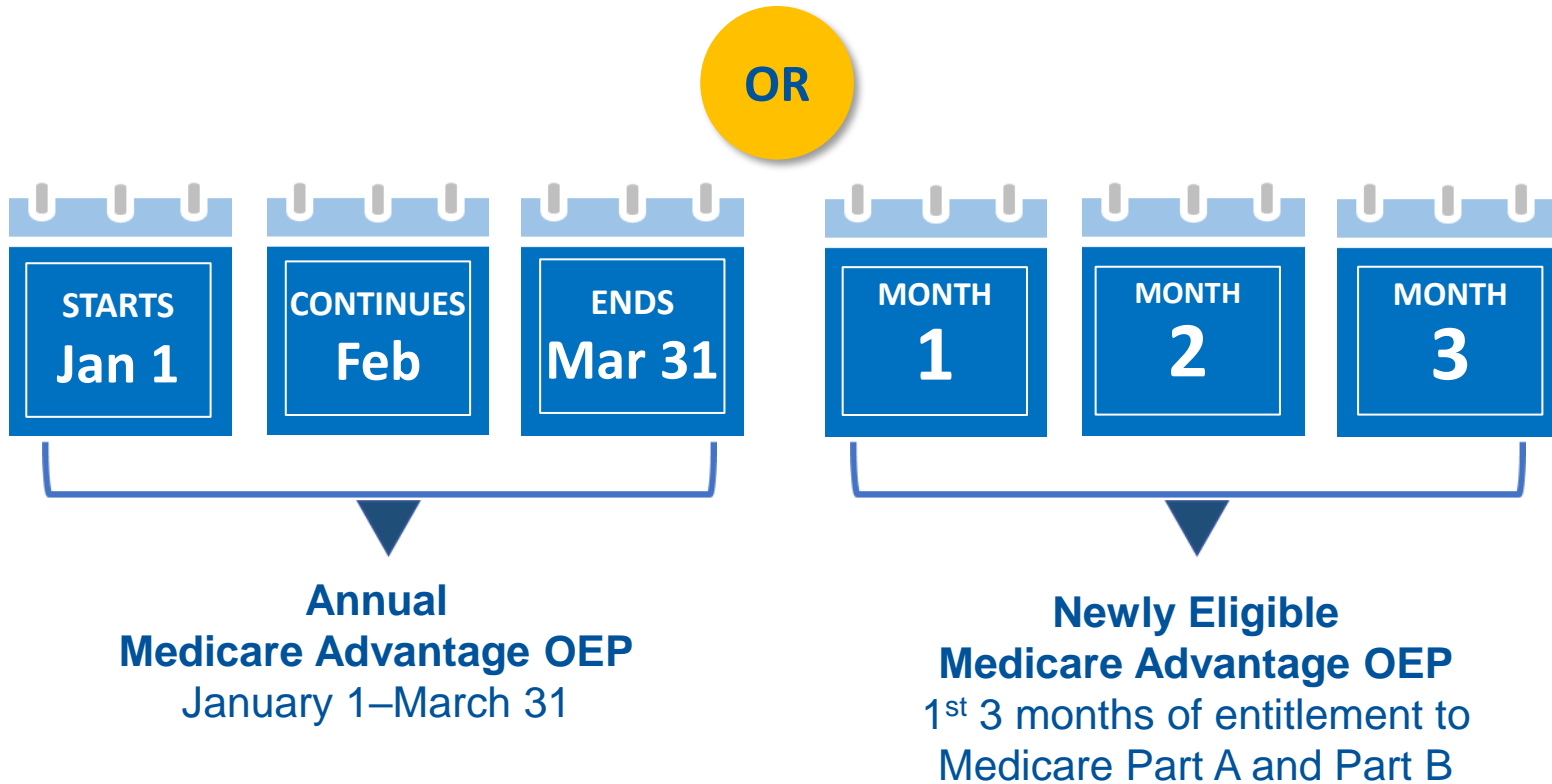 OR
STARTS
Jan 1
CONTINUES
Feb
ENDS
Mar 31
MONTH
1
MONTH
2
MONTH
3
Annual
Medicare Advantage OEP
January 1–March 31
Newly Eligible
Medicare Advantage OEP
1st 3 months of entitlement to
Medicare Part A and Part B